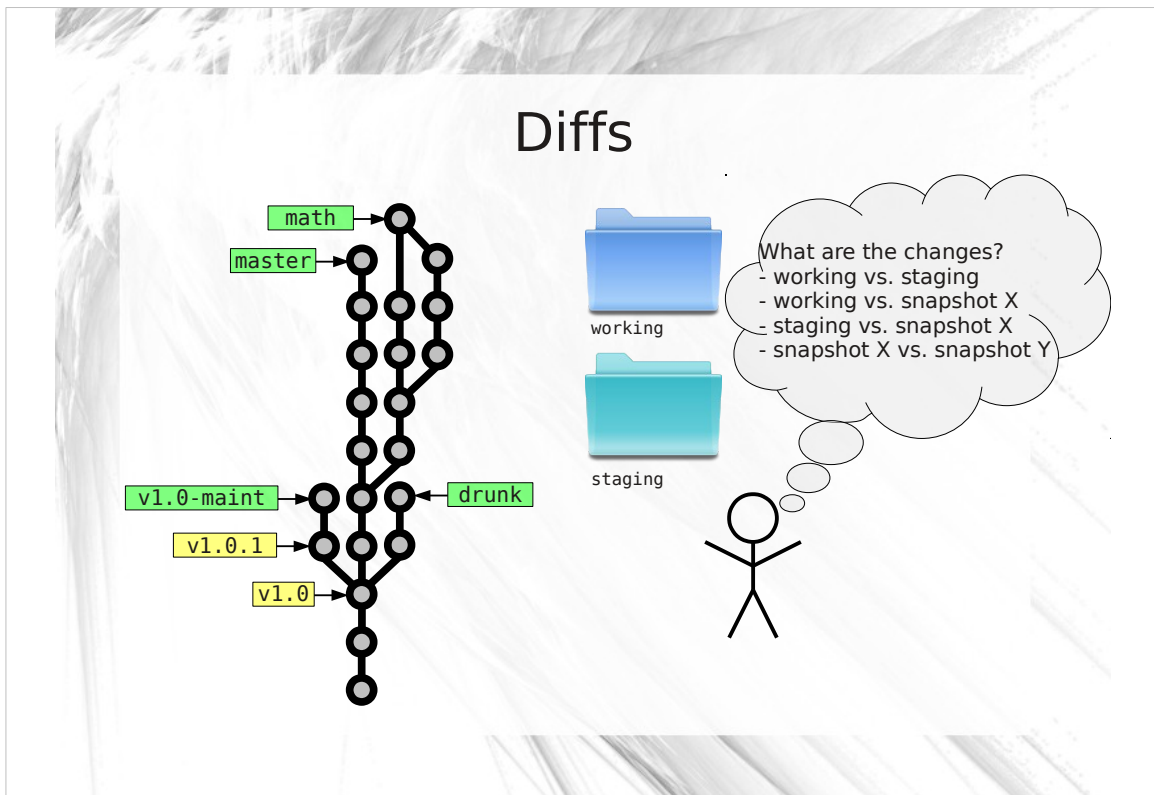 Diffs
math
master
v1.0-maint
drunk
v1.0.1
v1.0
working
staging
What are the changes?
- working vs. staging
- working vs. snapshot X
- staging vs. snapshot X
- snapshot X vs. snapshot Y